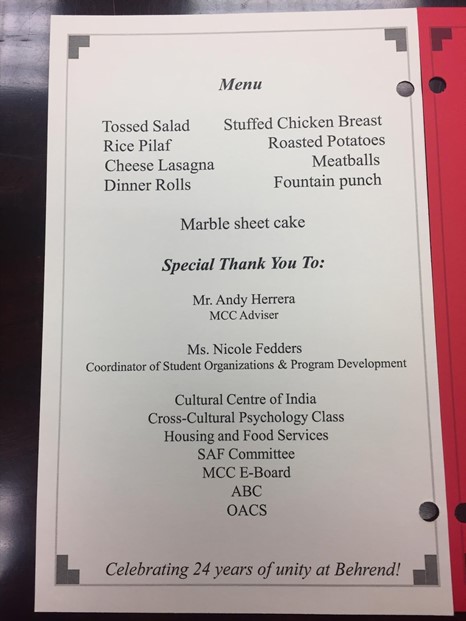 Menu
Tossed Salad Stuffed Chicken Breast
Rice Pilaf Roasted Potatoes
Cheese Lasagna Meatballs
Dinner Rolls Fountain punch
Marble sheet cake
Special Thank You To:
Mr. Andy Herrera
MCC Adviser
Ms. Nicole Fedders
Coordinator of Student Organizations & Program Development
Cultural Centre of India
Cross-Cultural Psychology Class
Housing and Food Services
SAF Committee
MCC E-Board
ABC
OACS
Celebrating 24 years of unity at Behrend!